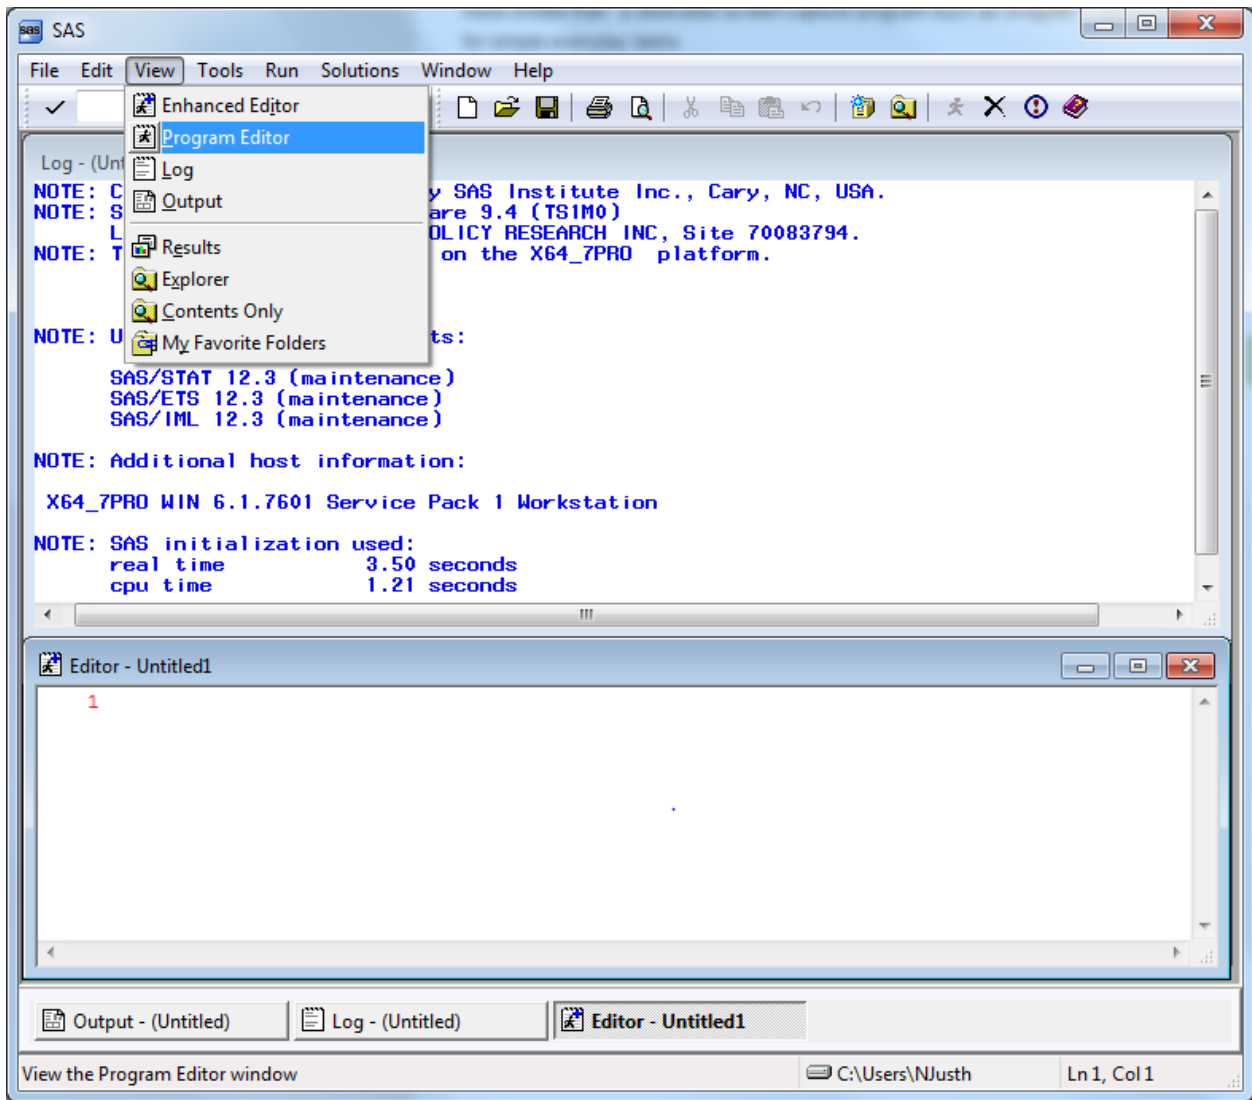 sas SAS
File Edit View Tools Run Solutions Window Help
Enhanced Editor
Program Editor
Log
Output
Results
Explorer
Contents Only
My Favorite Folders
Log - (Unt
NOTE: C y SAS Institute Inc., Cary, NC, USA.
NOTE: S are 9.4 (TS1M0)
L OLICY RESEARCH INC, Site 70083794.
NOTE: T on the X64_7PRO platform.
NOTE: U ts:
SAS/STAT 12.3 (maintenance)
SAS/ETS 12.3 (maintenance)
SAS/IML 12.3 (maintenance)
NOTE: Additional host information:
X64_7PRO WIN 6.1.7601 Service Pack 1 Workstation
NOTE: SAS initialization used:
real time 3.50 seconds
cpu time 1.21 seconds
Editor - Untitled1
1
Output - (Untitled) Log - (Untitled) Editor - Untitled1
View the Program Editor window C:\Users\NJusth Ln 1, Col 1